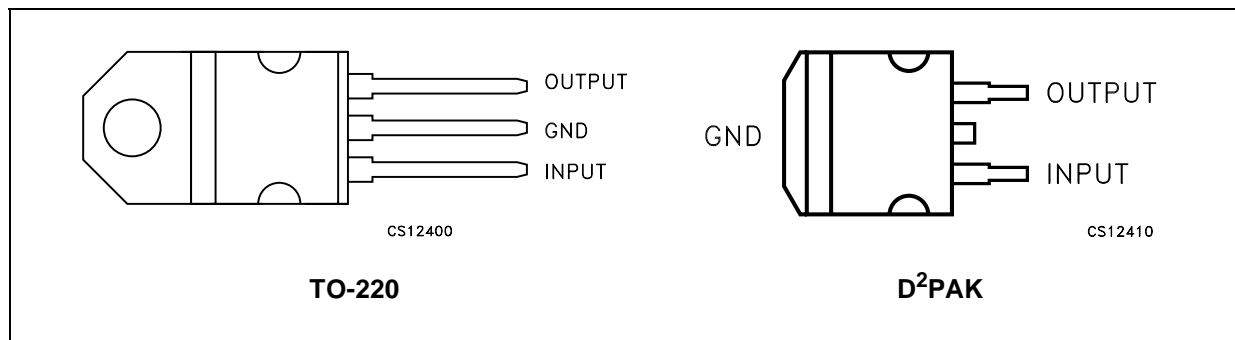 OUTPUT
GND
INPUT
CS12400
TO-220
GND
OUTPUT
INPUT
CS12410
D²PAK